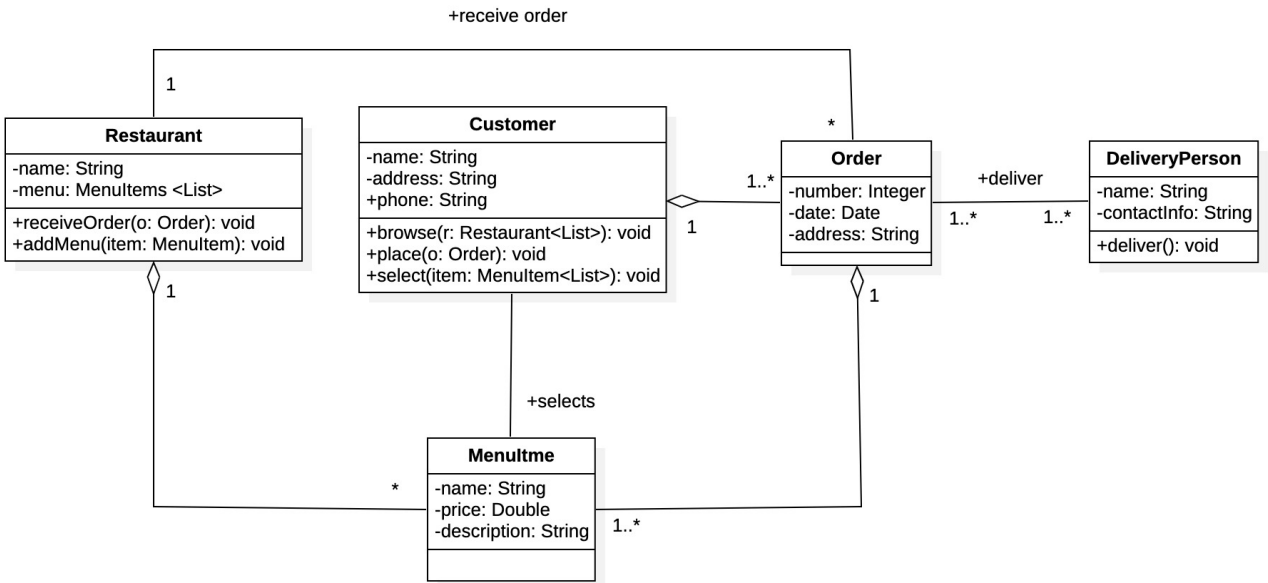 +receive order
1
*
Restaurant
-name: String
-menu: MenuItems <List>
+receiveOrder(o: Order): void
+addMenu(item: MenuItem): void
1
Customer
-name: String
-address: String
+phone: String
+browse(r: Restaurant<List>): void
+place(o: Order): void
+select(item: MenuItem<List>): void
1
1..*
Order
-number: Integer
-date: Date
-address: String
1
+deliver
1..*
1..*
DeliveryPerson
-name: String
-contactInfo: String
+deliver(): void
+selects
*
MenuItme
-name: String
-price: Double
-description: String
1..*